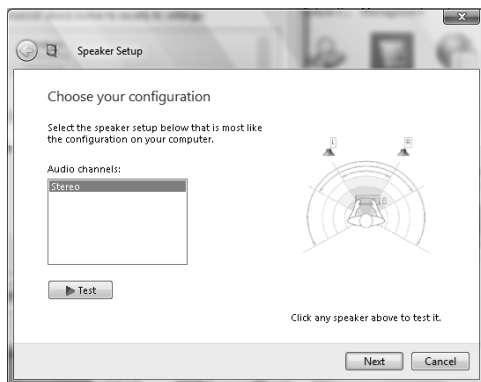 Speaker Setup
Choose your configuration
Select the speaker setup below that is most like
the configuration on your computer.
L
R
Audio channels:
Stereo
Test
Click any speaker above to test it.
Next
Cancel